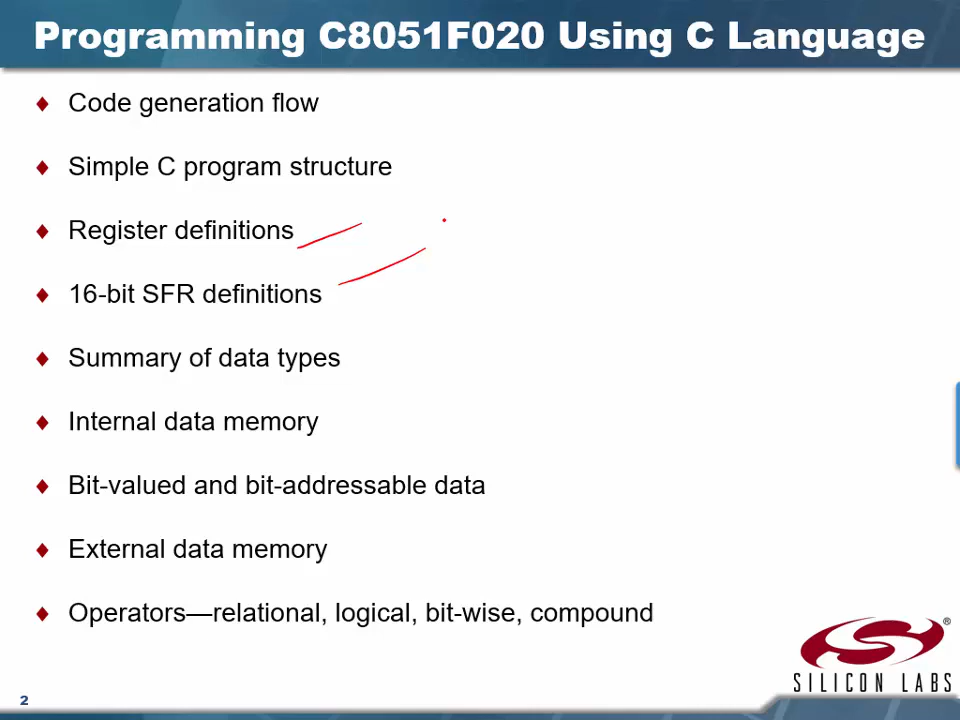 Programming C8051F020 Using C Language
Code generation flow
Simple C program structure
Register definitions
16-bit SFR definitions
Summary of data types
Internal data memory
Bit-valued and bit-addressable data
External data memory
Operators—relational, logical, bit-wise, compound
®
SILICON LABS
2